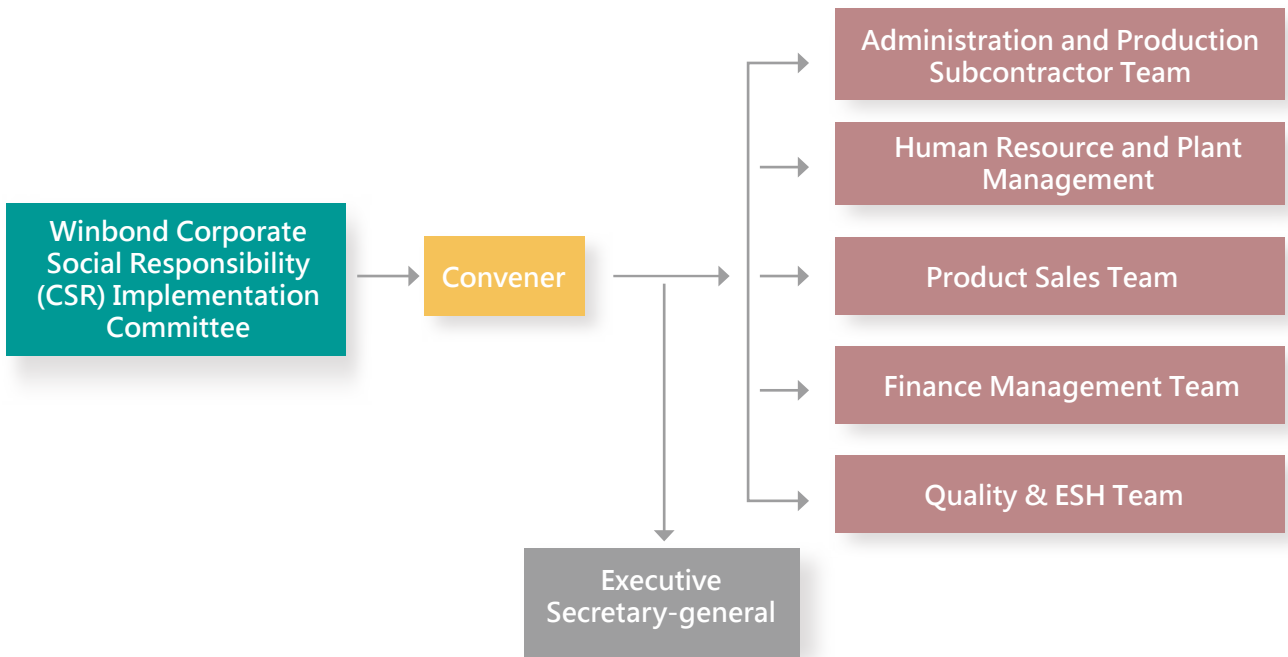 Winbond Corporate
Social Responsibility
(CSR) Implementation
Committee
Convener
Executive
Secretary-general
Administration and Production
Subcontractor Team
Human Resource and Plant
Management
Product Sales Team
Finance Management Team
Quality & ESH Team